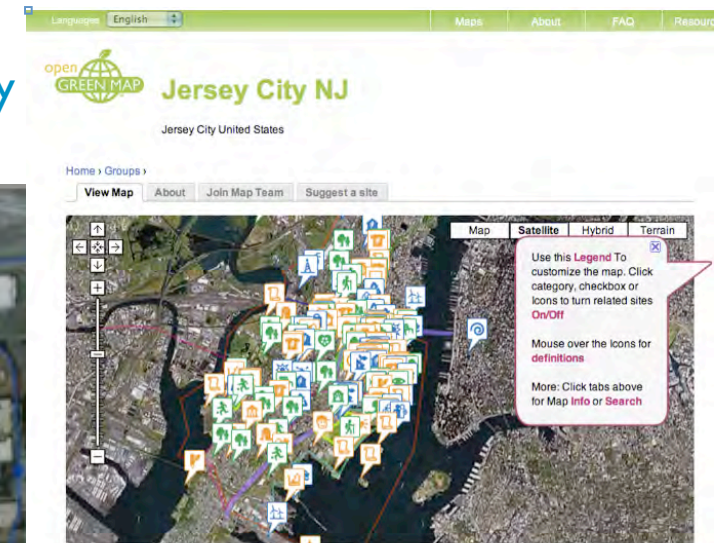 Languages English
Maps About FAQ Resourc
open
GREEN MAP
y
Jersey City NJ
Jersey City United States
Home › Groups ›
View Map About Join Map Team Suggest a site
Map Satellite Hybrid Terrain
Use this Legend To
customize the map. Click
category, checkbox or
Icons to turn related sites
On/Off
Mouse over the Icons for
definitions
More: Click tabs above
for Map Info or Search